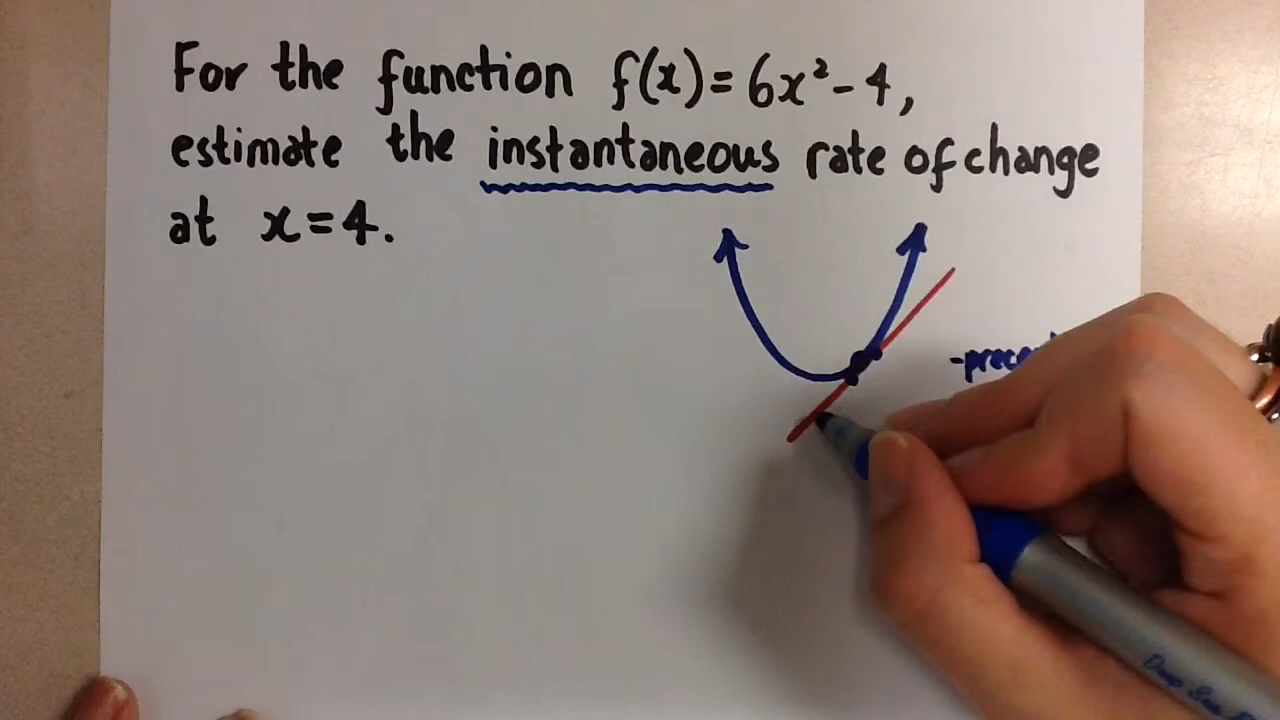 For the function f(x) = 6x² - 4,
estimate the instantaneous rate of change
at x = 4.